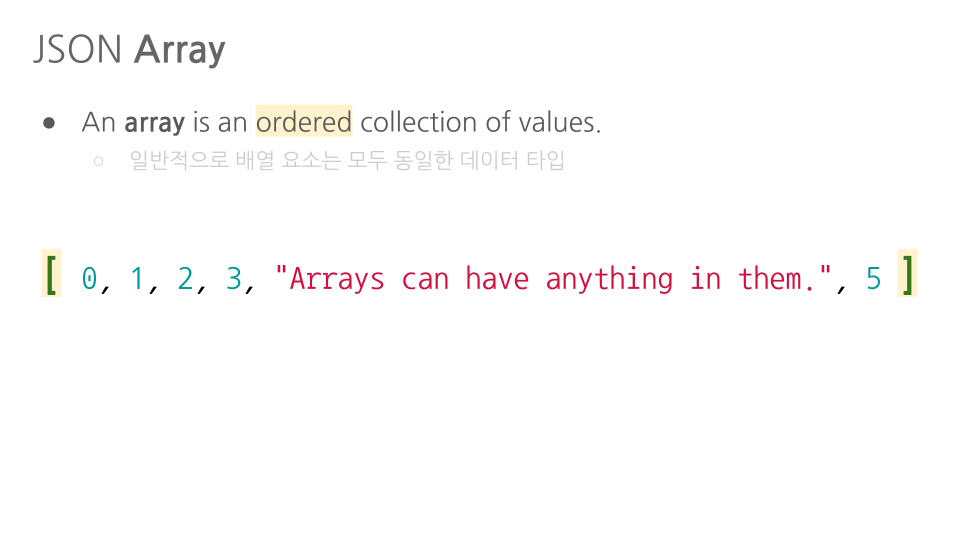 JSON Array
● An array is an ordered collection of values.
○ 일반적으로 배열 요소는 모두 동일한 데이터 타입
[ 0, 1, 2, 3, "Arrays can have anything in them.", 5 ]